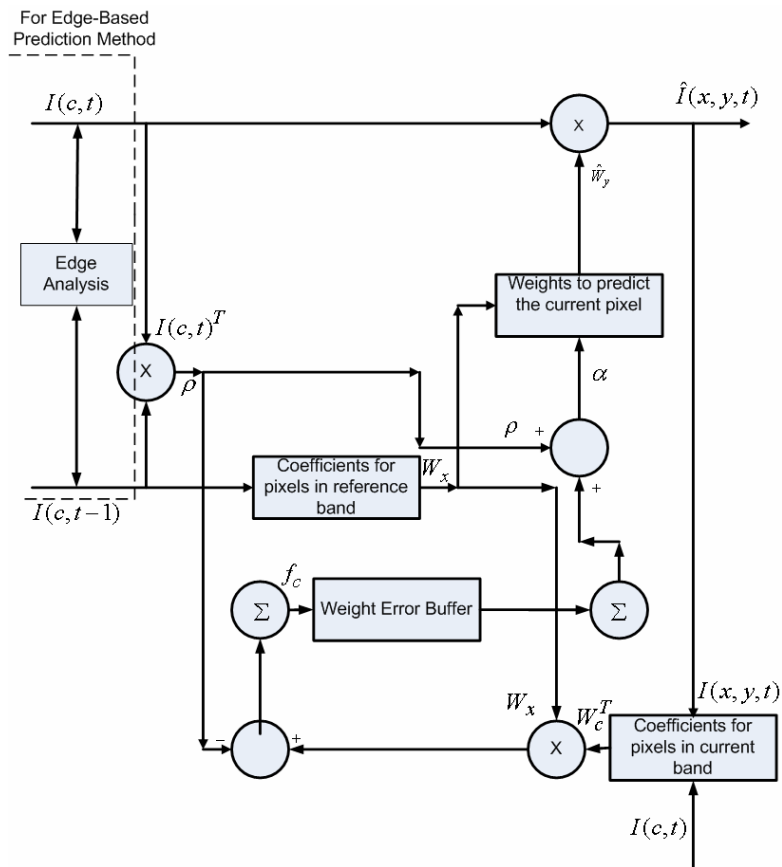 For Edge-Based
Prediction Method
I(c,t)
Î(x, y, t)
X
Ŵ_y
Edge
Analysis
Weights to predict
the current pixel
I(c,t)^T
X
ρ
α
ρ
+
Coefficients for
pixels in reference
band
W_x
+
I(c,t−1)
f_c
Σ
Weight Error Buffer
Σ
I(x, y, t)
W_x
W_c^T
Coefficients for
pixels in current
band
−
+
X
I(c,t)